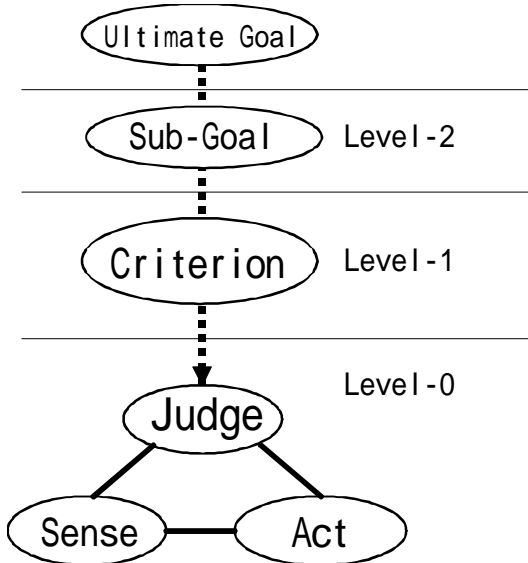 Ultimate Goal
Sub-Goal Level-2
Criterion Level-1
Level-0
Judge
Sense Act